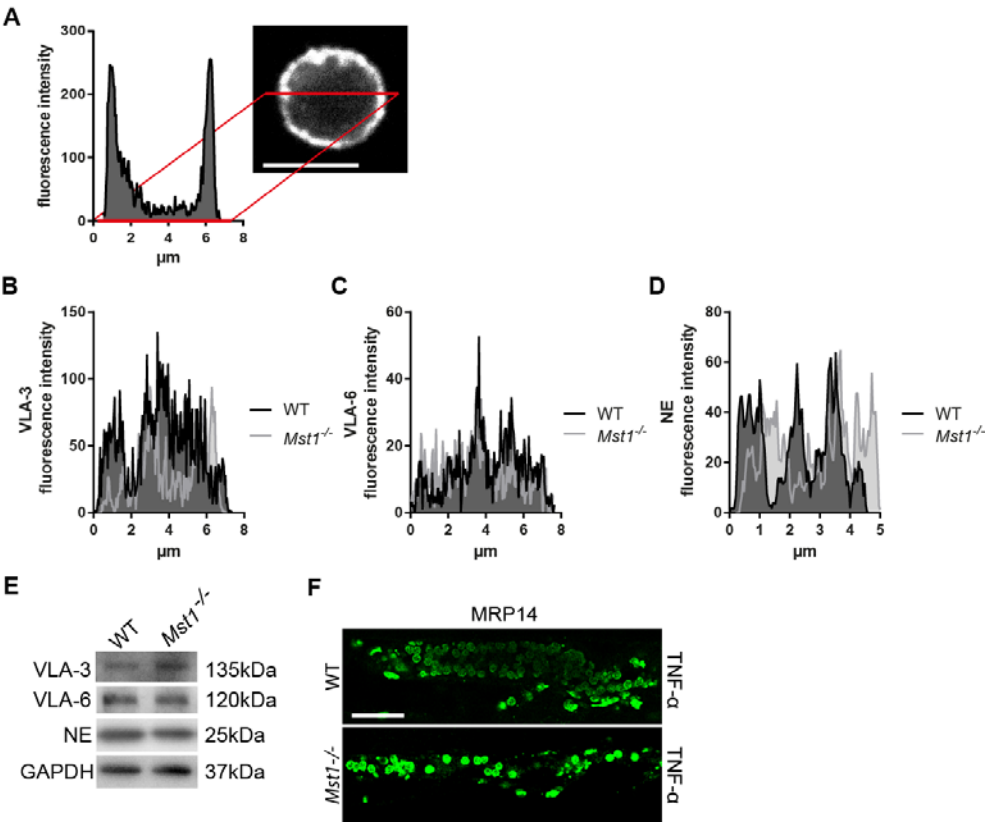 A
300
200
100
0
fluorescence intensity
0 2 4 6 8
µm
B
150
100
50
0
VLA-3
fluorescence intensity
0 2 4 6 8
µm
WT
Mst1-/-
C
60
40
20
0
VLA-6
fluorescence intensity
0 2 4 6 8
µm
WT
Mst1-/-
D
80
60
40
20
0
NE
fluorescence intensity
0 1 2 3 4 5
µm
WT
Mst1-/-
E
WT Mst1-/-
VLA-3 135kDa
VLA-6 120kDa
NE 25kDa
GAPDH 37kDa
F
MRP14
WT TNF-α
Mst1-/- TNF-α